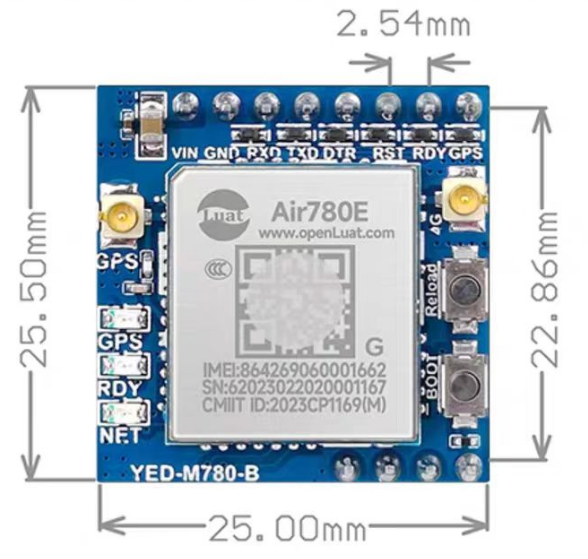 2.54mm
VIN GND RXD TXD DTR RST RDY GPS
Luat
Air780E
www.openLuat.com
4G
GPS
CCC
Reload
G
GPS
IMEI:864269060001662
SN:62023022020001167
CMIIT ID:2023CP1169(M)
RDY
BOOT
NET
YED-M780-B
25.50mm
22.86mm
25.00mm